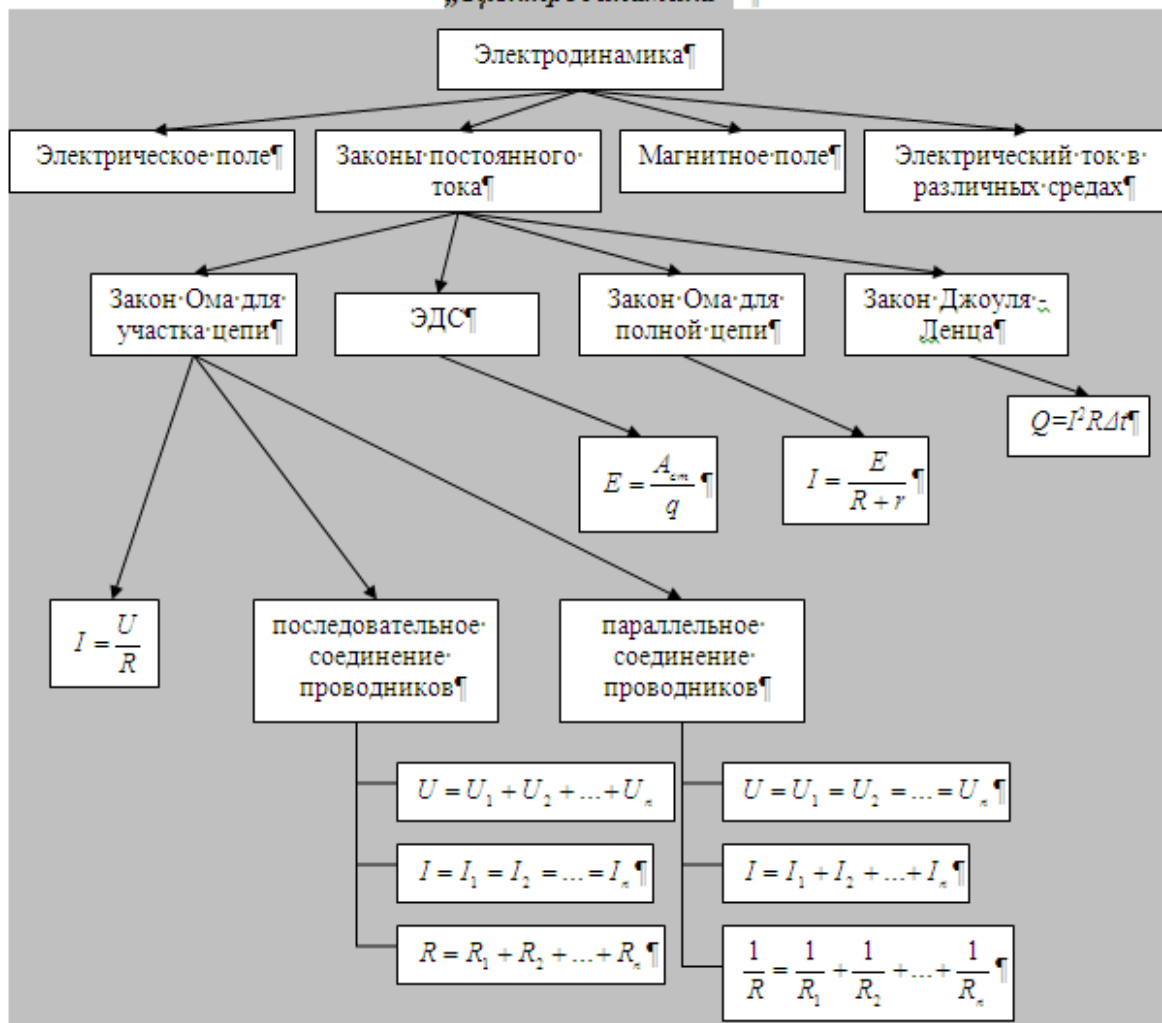 Электродинамика¶
Электрическое·поле¶
Законы·постоянного·
тока¶
Магнитное·поле¶
Электрический·ток·в·
различных·средах¶
Закон·Ома·для·
участка·цепи¶
ЭДС¶
Закон·Ома·для·
полной·цепи¶
Закон·Джоуля·-
Денца¶
Q=I²RΔt¶
E = A_ст / q ¶
I = E / (R + r) ¶
I = U / R
последовательное·
соединение·
проводников¶
параллельное·
соединение·
проводников¶
U = U₁ + U₂ + ... + Uₙ
U = U₁ = U₂ = ... = Uₙ ¶
I = I₁ = I₂ = ... = Iₙ ¶
I = I₁ + I₂ + ... + Iₙ ¶
R = R₁ + R₂ + ... + Rₙ ¶
1/R = 1/R₁ + 1/R₂ + ... + 1/Rₙ ¶